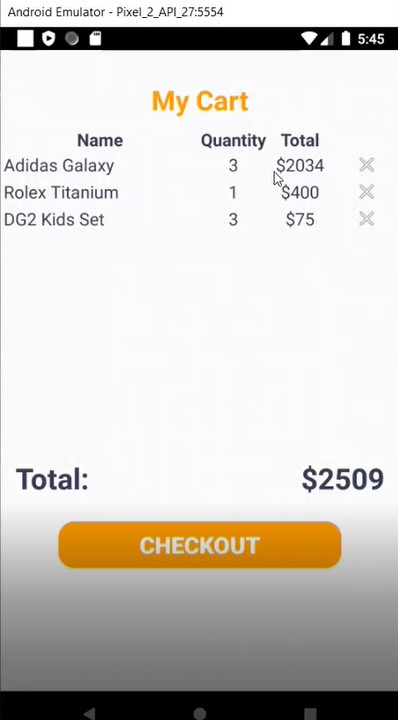 Android Emulator - Pixel_2_API_27:5554
5:45
My Cart
Name Quantity Total
Adidas Galaxy 3 $2034
Rolex Titanium 1 $400
DG2 Kids Set 3 $75
Total: $2509
CHECKOUT